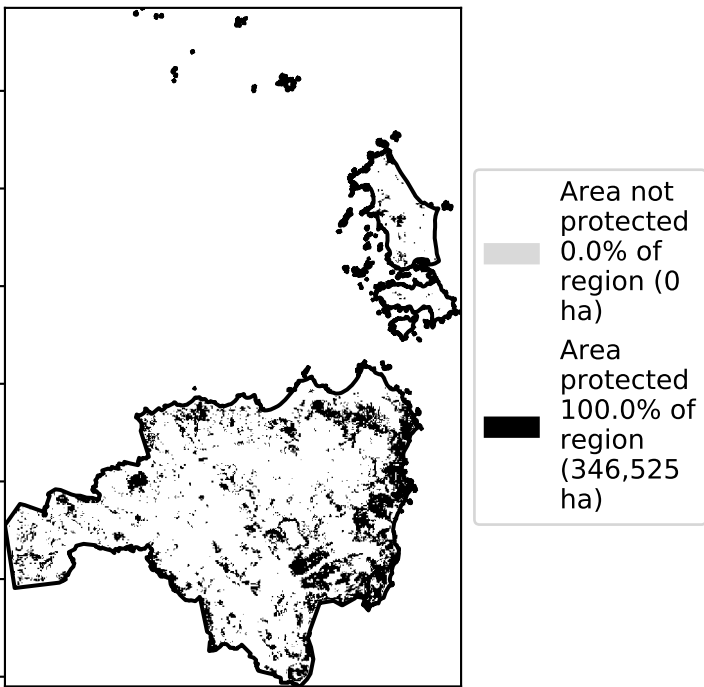 Area not
protected
0.0% of
region (0
ha)
Area
protected
100.0% of
region
(346,525
ha)